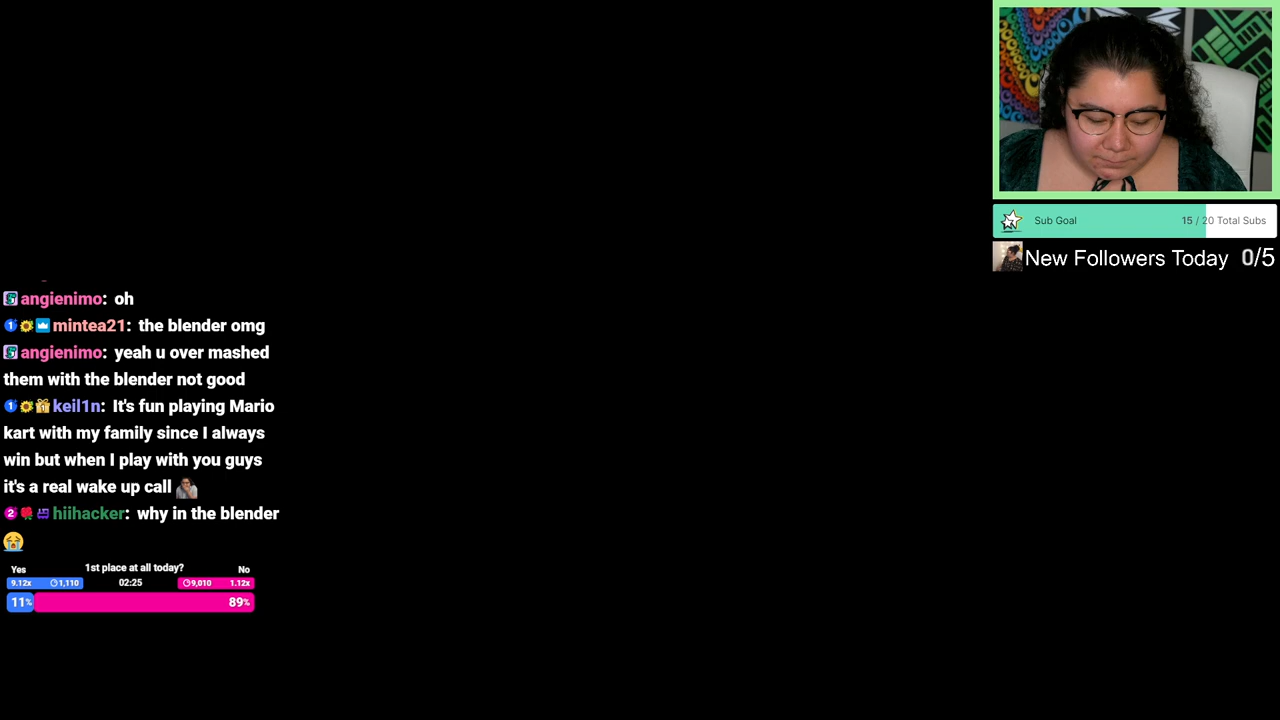 Sub Goal
15 / 20 Total Subs
New Followers Today 0/5
angienimo: oh
mintea21: the blender omg
angienimo: yeah u over mashed
them with the blender not good
keil1n: It's fun playing Mario
kart with my family since I always
win but when I play with you guys
it's a real wake up call
hiihacker: why in the blender
Yes 1st place at all today? No
9.12x 1,110 02:25 9,010 1.12x
11% 89%